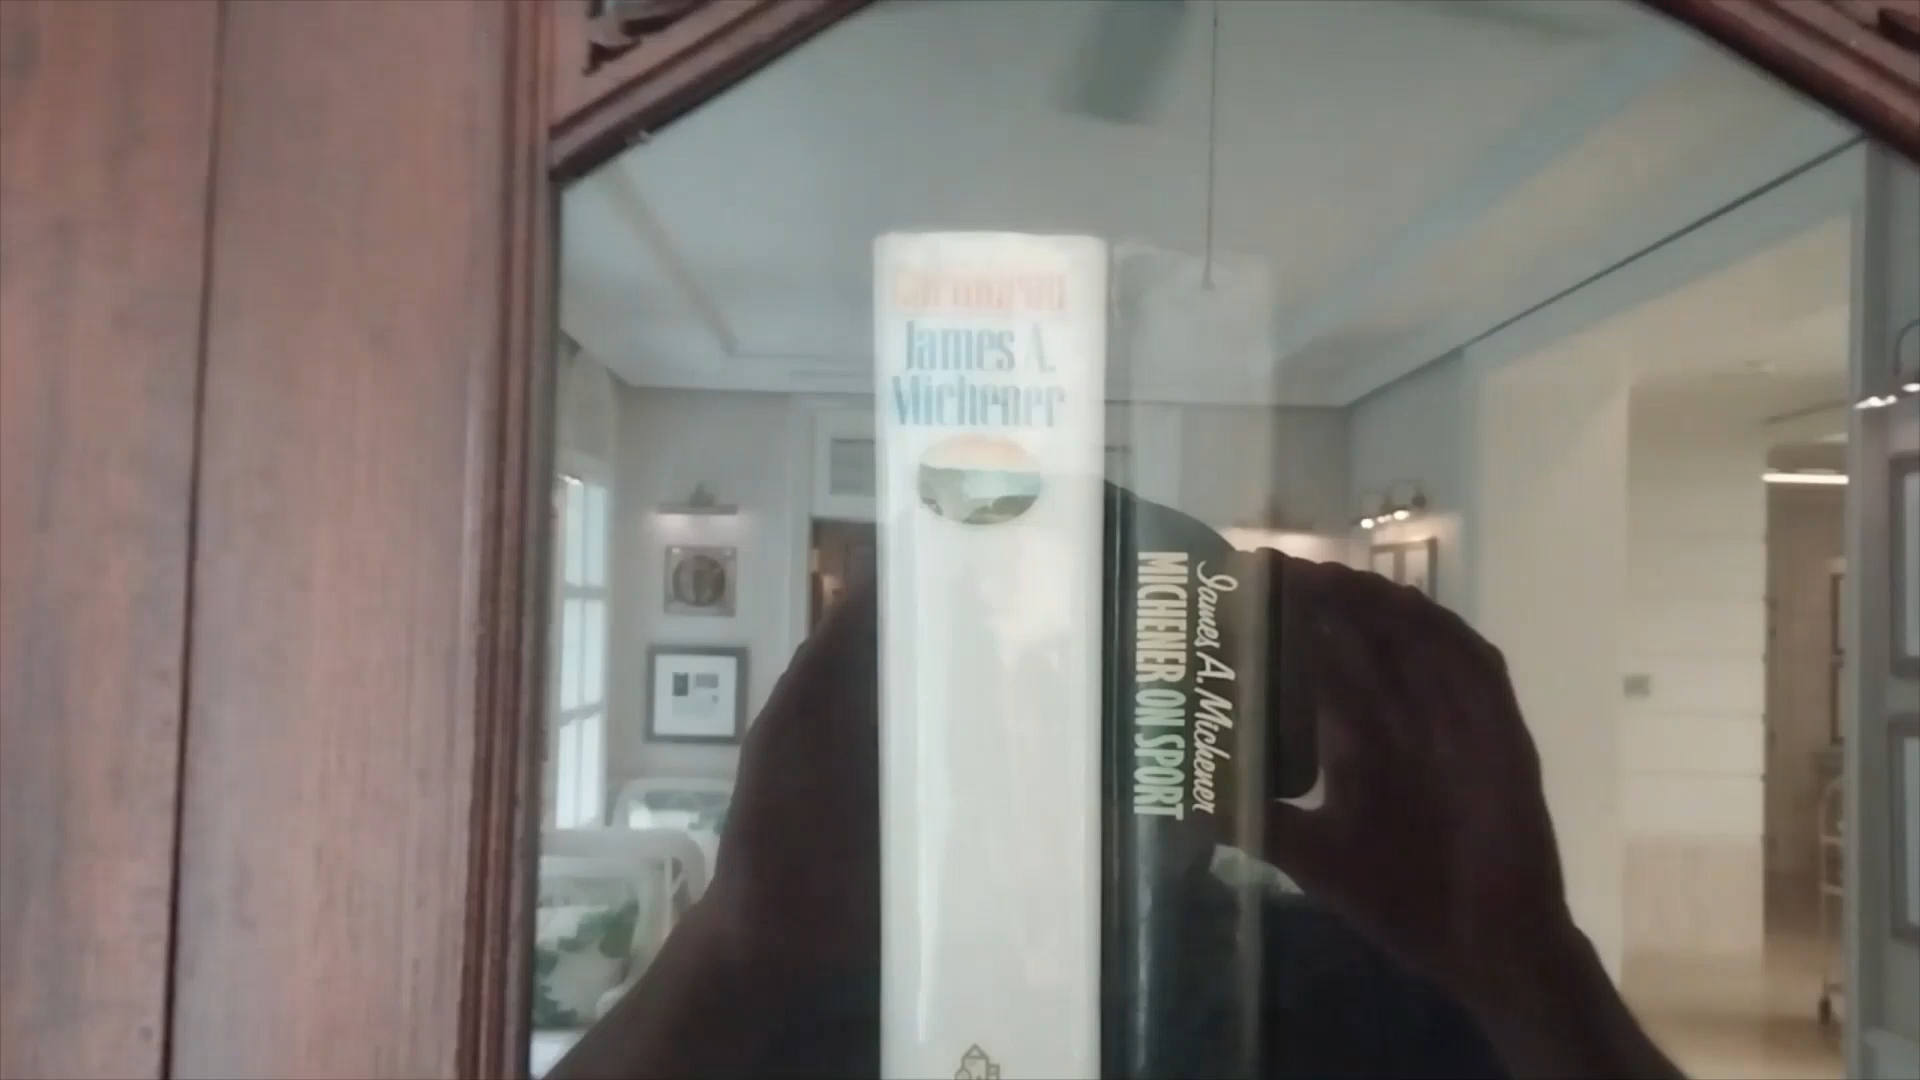 James A.
Michener
James A. Michener
MICHENER ON SPORT